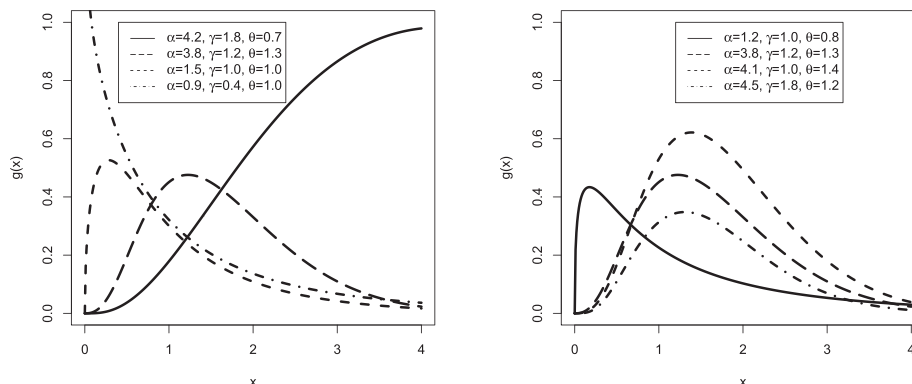 α=4.2, γ=1.8, θ=0.7
α=3.8, γ=1.2, θ=1.3
α=1.5, γ=1.0, θ=1.0
α=0.9, γ=0.4, θ=1.0
g(x)
1.0
0.8
0.6
0.4
0.2
0.0
0 1 2 3 4
x
α=1.2, γ=1.0, θ=0.8
α=3.8, γ=1.2, θ=1.3
α=4.1, γ=1.0, θ=1.4
α=4.5, γ=1.8, θ=1.2
g(x)
1.0
0.8
0.6
0.4
0.2
0.0
0 1 2 3 4
x